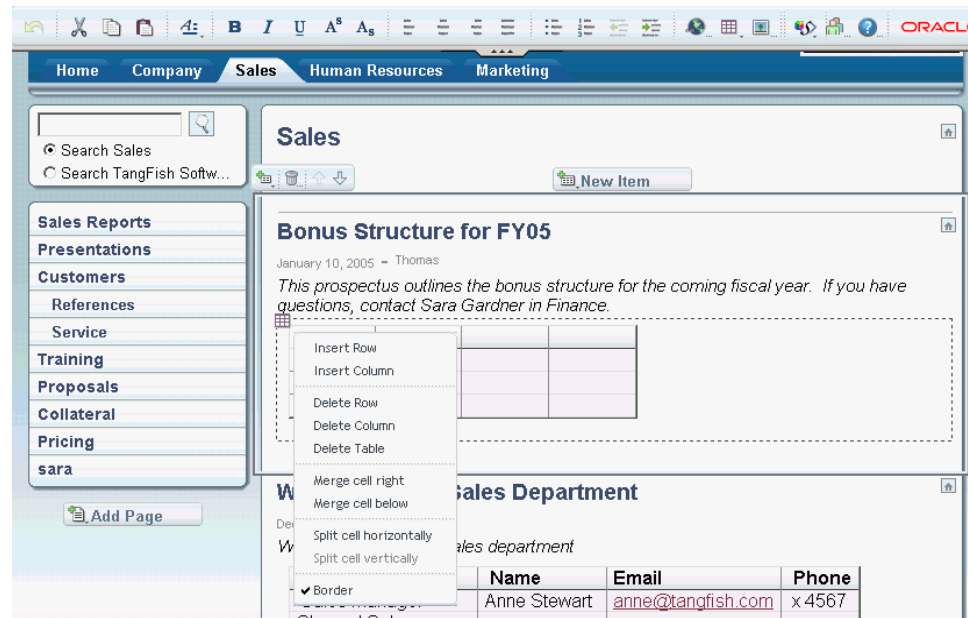 B I U A s A s ORACL
Home Company Sales Human Resources Marketing
Search Sales
Search TangFish Softw...
Sales Reports
Presentations
Customers
References
Service
Training
Proposals
Collateral
Pricing
sara
Add Page
Sales
New Item
Bonus Structure for FY05
January 10, 2005 - Thomas
This prospectus outlines the bonus structure for the coming fiscal year. If you have
questions, contact Sara Gardner in Finance.
Insert Row
Insert Column
Delete Row
Delete Column
Delete Table
Merge cell right
Merge cell below
Split cell horizontally
Split cell vertically
Border
W ales Department
De
W ales department
Name Email Phone
Anne Stewart anne@tangfish.com x4567